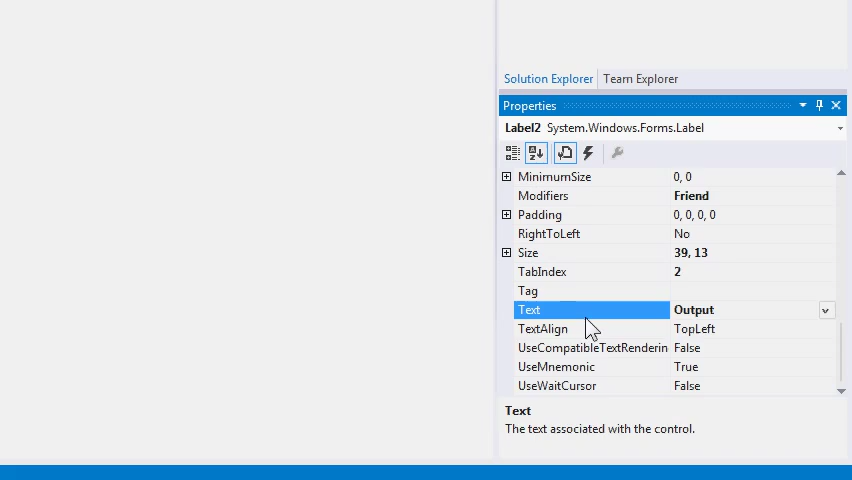 Solution Explorer Team Explorer
Properties
Label2 System.Windows.Forms.Label
MinimumSize 0, 0
Modifiers Friend
Padding 0, 0, 0, 0
RightToLeft No
Size 39, 13
TabIndex 2
Tag
Text Output
TextAlign TopLeft
UseCompatibleTextRenderin False
UseMnemonic True
UseWaitCursor False
Text
The text associated with the control.